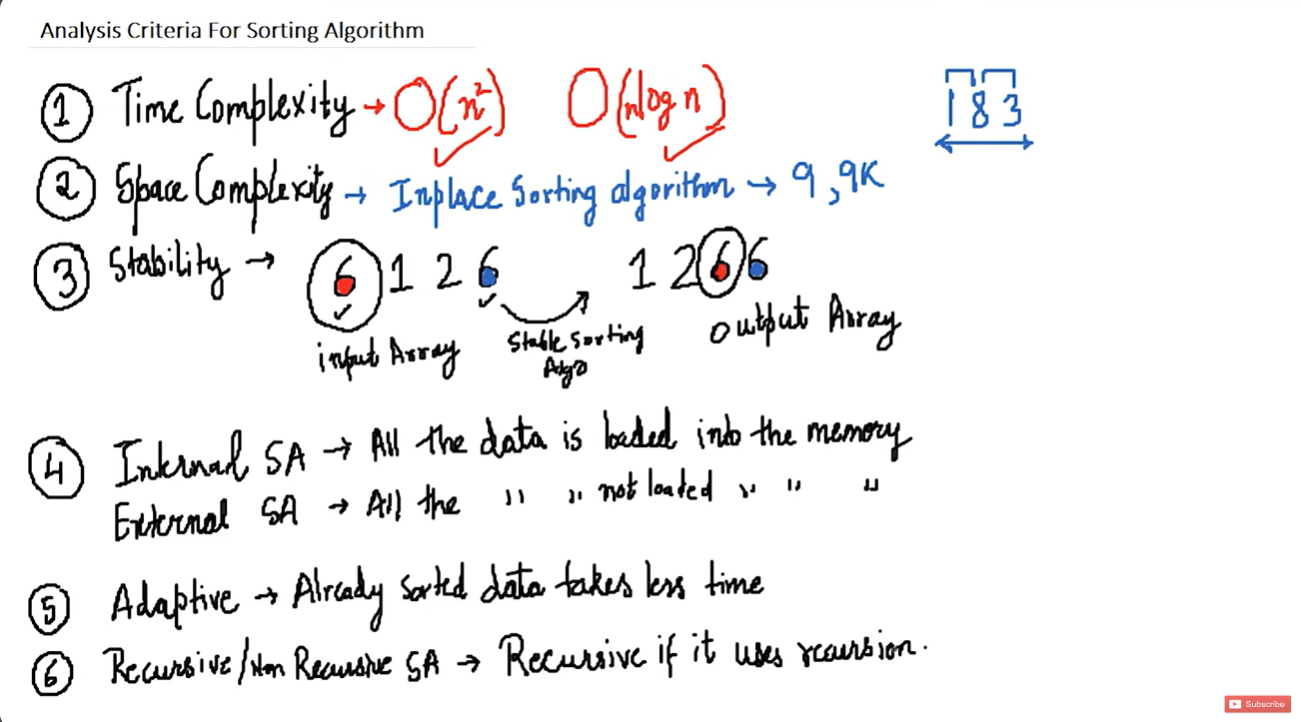 Analysis Criteria For Sorting Algorithm
1 Time Complexity → O(n²) O(nlog n)
1 8 3
2 Space Complexity → Inplace Sorting algorithm → 9, 9K
3 Stability → 6 1 2 6 1 2 6 6
input Array Stable Sorting Algo output Array
4 Internal SA → All the data is loaded into the memory
External SA → All the " " not loaded " " "
5 Adaptive → Already sorted data takes less time
6 Recursive/Non Recursive SA → Recursive if it uses recursion.
Subscribe